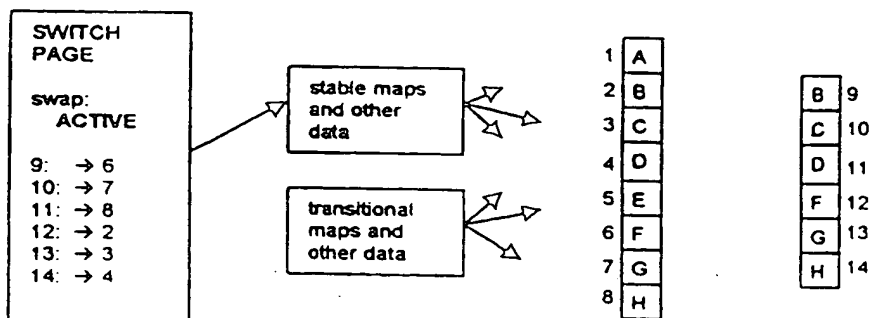 SWITCH
PAGE
swap:
ACTIVE
9: → 6
10: → 7
11: → 8
12: → 2
13: → 3
14: → 4
stable maps
and other
data
transitional
maps and
other data
1 A
2 B
3 C
4 D
5 E
6 F
7 G
8 H
B 9
C 10
D 11
F 12
G 13
H 14